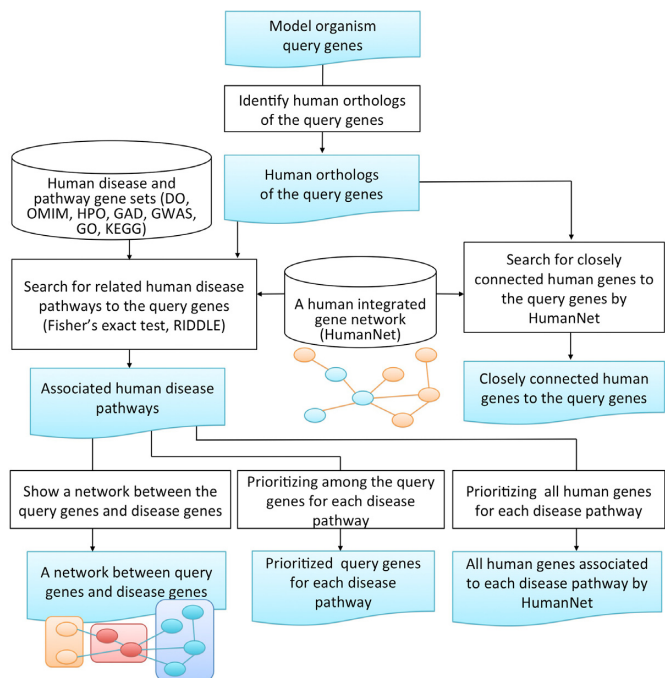 Model organism
query genes
Identify human orthologs
of the query genes
Human disease and
pathway gene sets (DO,
OMIM, HPO, GAD, GWAS,
GO, KEGG)
Human orthologs
of the query genes
Search for related human disease
pathways to the query genes
(Fisher's exact test, RIDDLE)
A human integrated
gene network
(HumanNet)
Search for closely
connected human genes to
the query genes by
HumanNet
Associated human disease
pathways
Closely connected human
genes to the query genes
Show a network between the
query genes and disease genes
Prioritizing among the query
genes for each disease
pathway
Prioritizing all human genes
for each disease pathway
A network between query
genes and disease genes
Prioritized query genes
for each disease
pathway
All human genes associated
to each disease pathway by
HumanNet